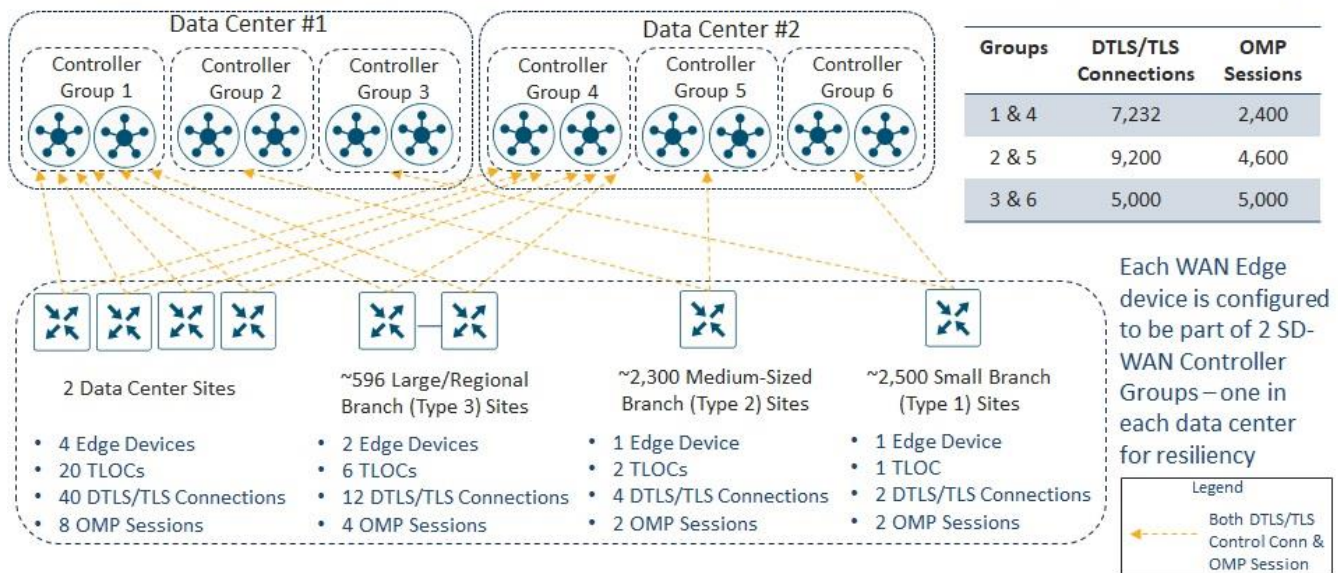 Data Center #1
Data Center #2
Controller
Group 1
Controller
Group 2
Controller
Group 3
Controller
Group 4
Controller
Group 5
Controller
Group 6
Groups
DTLS/TLS
Connections
OMP
Sessions
1 & 4
7,232
2,400
2 & 5
9,200
4,600
3 & 6
5,000
5,000
2 Data Center Sites
• 4 Edge Devices
• 20 TLOCs
• 40 DTLS/TLS Connections
• 8 OMP Sessions
~596 Large/Regional
Branch (Type 3) Sites
• 2 Edge Devices
• 6 TLOCs
• 12 DTLS/TLS Connections
• 4 OMP Sessions
~2,300 Medium-Sized
Branch (Type 2) Sites
• 1 Edge Device
• 2 TLOCs
• 4 DTLS/TLS Connections
• 2 OMP Sessions
~2,500 Small Branch
(Type 1) Sites
• 1 Edge Device
• 1 TLOC
• 2 DTLS/TLS Connections
• 2 OMP Sessions
Each WAN Edge
device is configured
to be part of 2 SD-
WAN Controller
Groups – one in
each data center
for resiliency
Legend
Both DTLS/TLS
Control Conn &
OMP Session